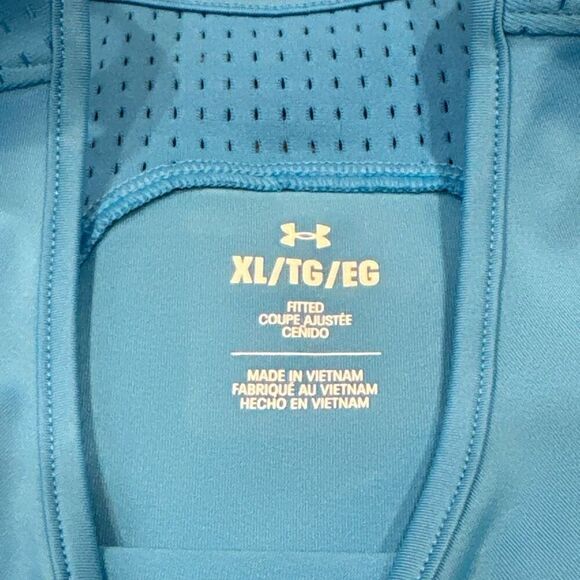 XL/TG/EG
FITTED
COUPE AJUSTÉE
CEÑIDO
MADE IN VIETNAM
FABRIQUÉ AU VIETNAM
HECHO EN VIETNAM